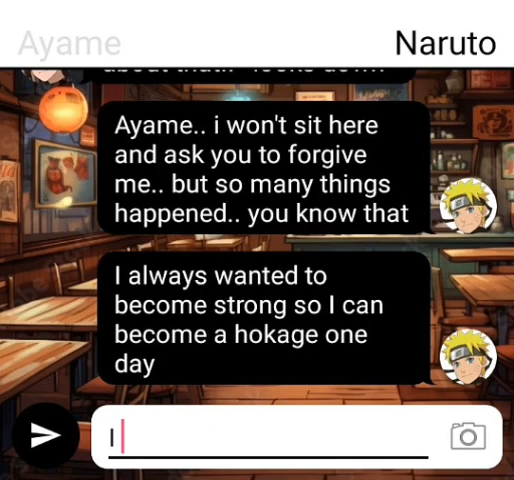 Ayame
Naruto
Ayame.. i won't sit here
and ask you to forgive
me.. but so many things
happened.. you know that
I always wanted to
become strong so I can
become a hokage one
day
I